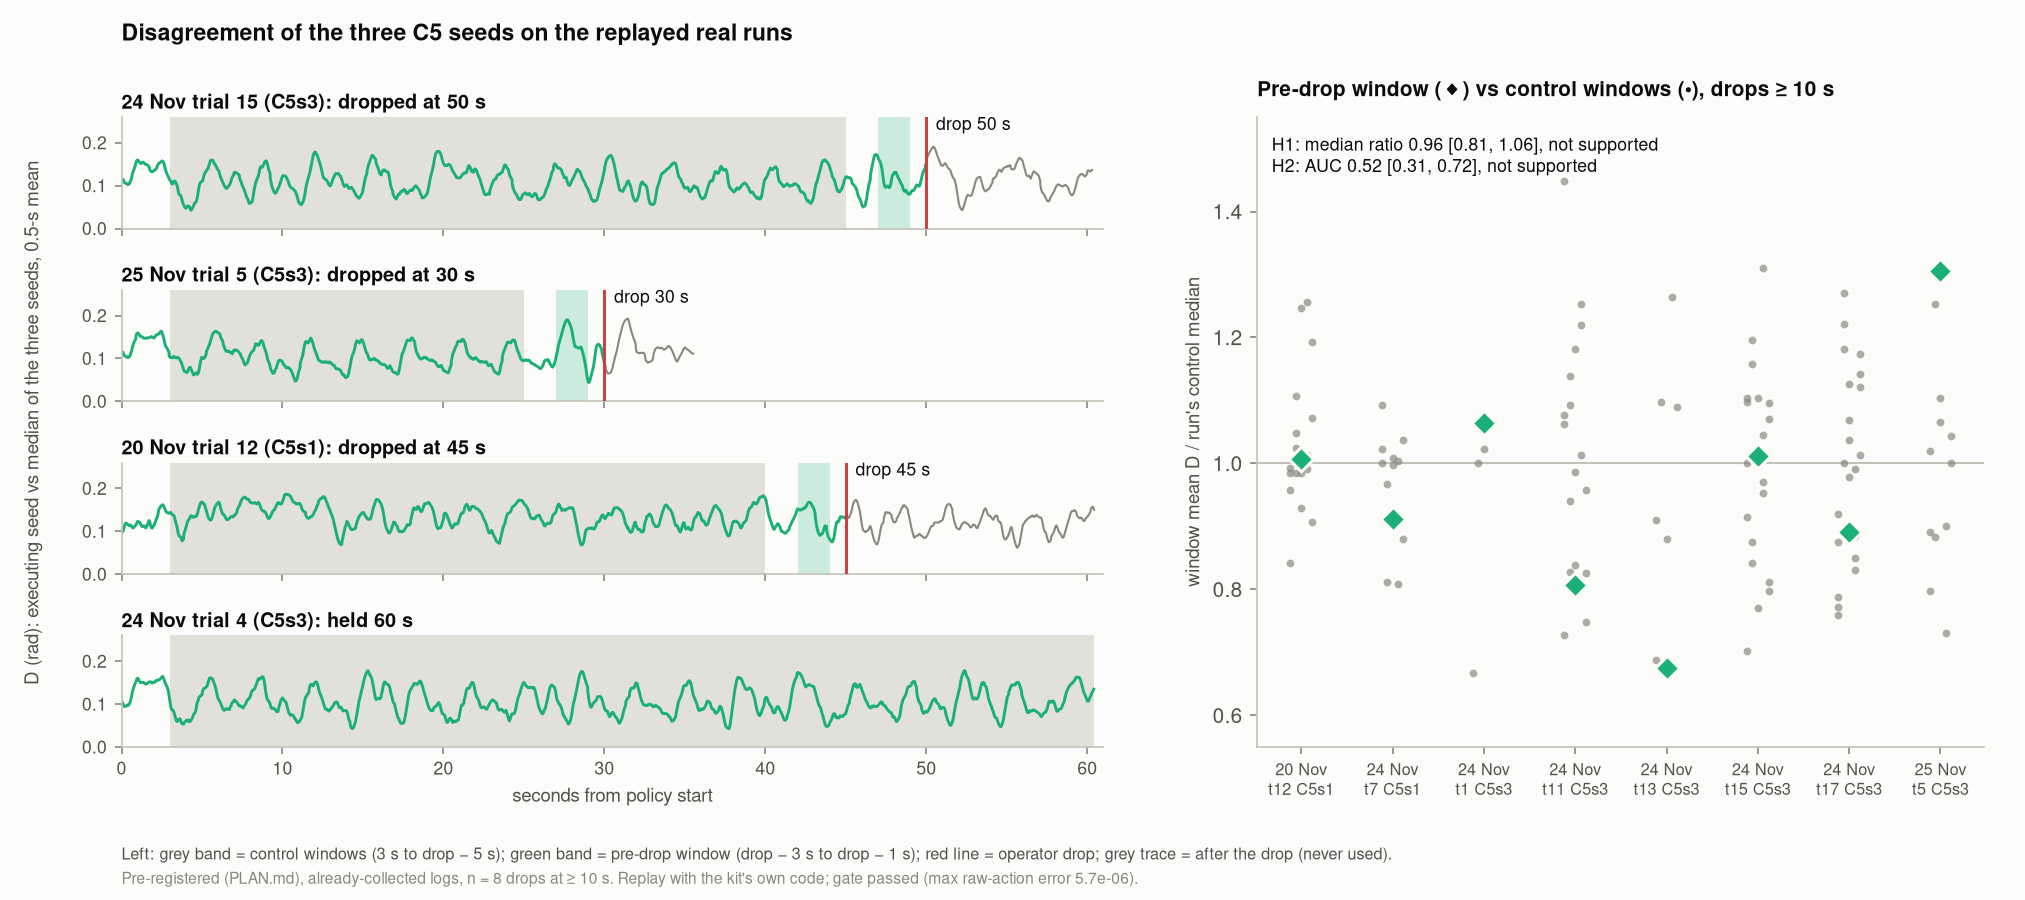 Disagreement of the three C5 seeds on the replayed real runs
D (rad): executing seed vs median of the three seeds, 0.5-s mean
24 Nov trial 15 (C5s3): dropped at 50 s
drop 50 s
0.2
0.1
0.0
25 Nov trial 5 (C5s3): dropped at 30 s
drop 30 s
0.2
0.1
0.0
20 Nov trial 12 (C5s1): dropped at 45 s
drop 45 s
0.2
0.1
0.0
24 Nov trial 4 (C5s3): held 60 s
0.2
0.1
0.0
0 10 20 30 40 50 60
seconds from policy start
Pre-drop window (◆) vs control windows (•), drops ≥ 10 s
H1: median ratio 0.96 [0.81, 1.06], not supported
H2: AUC 0.52 [0.31, 0.72], not supported
window mean D / run's control median
1.4
1.2
1.0
0.8
0.6
20 Nov 24 Nov 24 Nov 24 Nov 24 Nov 24 Nov 24 Nov 25 Nov
t12 C5s1 t7 C5s1 t1 C5s3 t11 C5s3 t13 C5s3 t15 C5s3 t17 C5s3 t5 C5s3
Left: grey band = control windows (3 s to drop − 5 s); green band = pre-drop window (drop − 3 s to drop − 1 s); red line = operator drop; grey trace = after the drop (never used).
Pre-registered (PLAN.md), already-collected logs, n = 8 drops at ≥ 10 s. Replay with the kit's own code; gate passed (max raw-action error 5.7e-06).